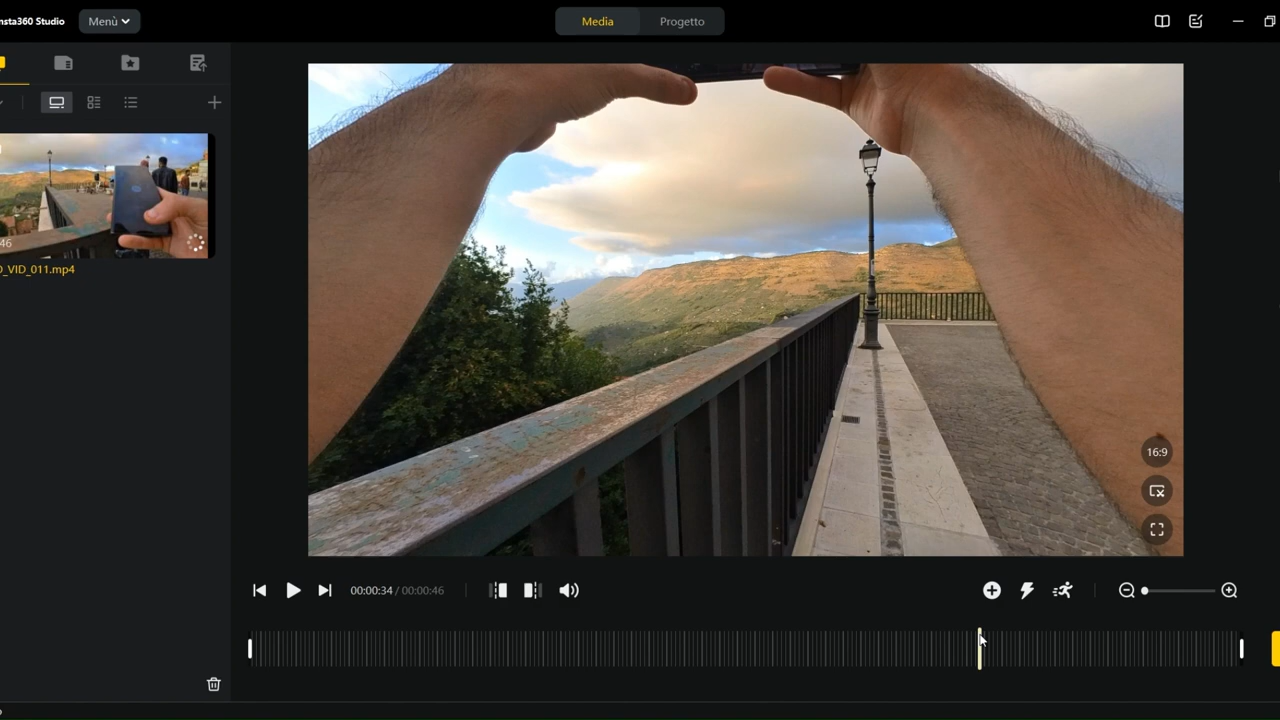 nsta360 Studio
Menù
Media
Progetto
46
_VID_011.mp4
16:9
00:00:34 / 00:00:46